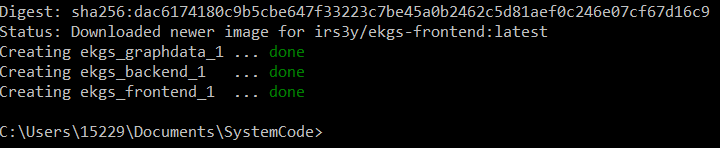 Digest: sha256:dac6174180c9b5cbe647f33223c7be45a0b2462c5d81aef0c246e07cf67d16c9
Status: Downloaded newer image for irs3y/ekgs-frontend:latest
Creating ekgs_graphdata_1 ... done
Creating ekgs_backend_1   ... done
Creating ekgs_frontend_1  ... done
C:\Users\15229\Documents\SystemCode>